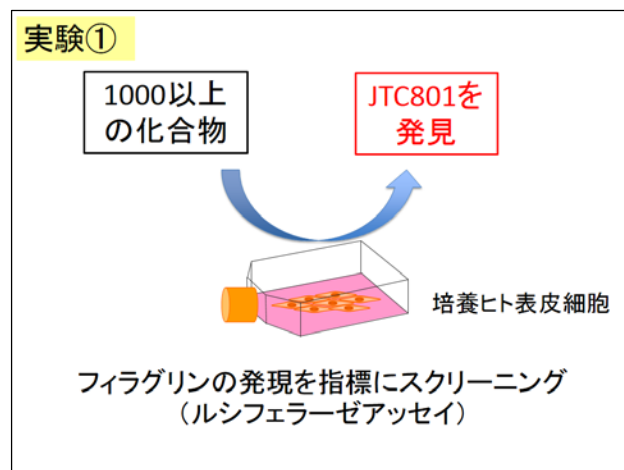 実験①
1000以上
の化合物
JTC801を
発見
培養ヒト表皮細胞
フィラグリンの発現を指標にスクリーニング
（ルシフェラーゼアッセイ）